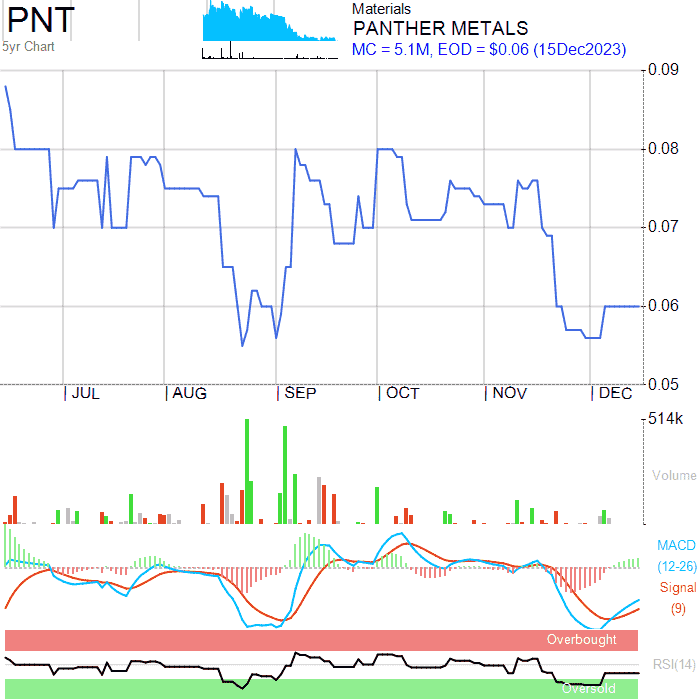 PNT
5yr Chart
Materials
PANTHER METALS
MC = 5.1M, EOD = $0.06 (15Dec2023)
0.09
0.08
0.07
0.06
0.05
JUL AUG SEP OCT NOV DEC
514k
Volume
MACD
(12-26)
Signal
(9)
Overbought
RSI(14)
Oversold